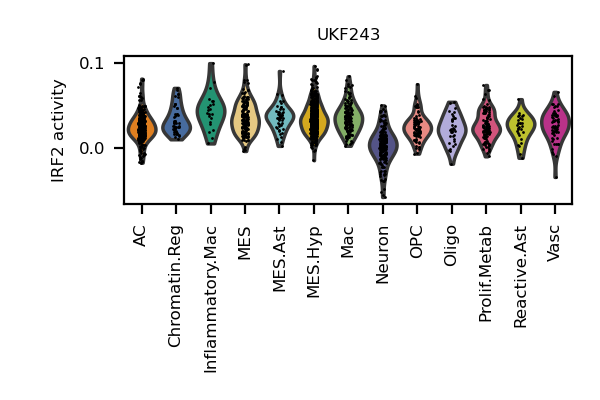 UKF243
IRF2 activity
0.1
0.0
AC
Chromatin.Reg
Inflammatory.Mac
MES
MES.Ast
MES.Hyp
Mac
Neuron
OPC
Oligo
Prolif.Metab
Reactive.Ast
Vasc